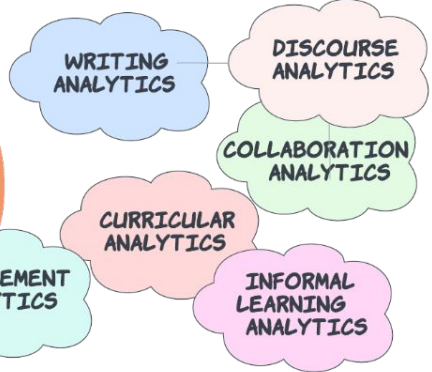 WRITING
ANALYTICS
DISCOURSE
ANALYTICS
COLLABORATION
ANALYTICS
CURRICULAR
ANALYTICS
INFORMAL
LEARNING
ANALYTICS